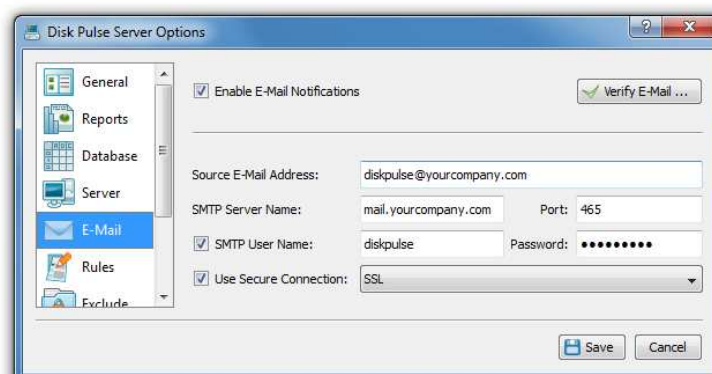 Disk Pulse Server Options
General
Reports
Database
Server
E-Mail
Rules
Exclude
Enable E-Mail Notifications
Verify E-Mail ...
Source E-Mail Address: diskpulse@yourcompany.com
SMTP Server Name: mail.yourcompany.com Port: 465
SMTP User Name: diskpulse Password: •••••••••
Use Secure Connection: SSL
Save Cancel